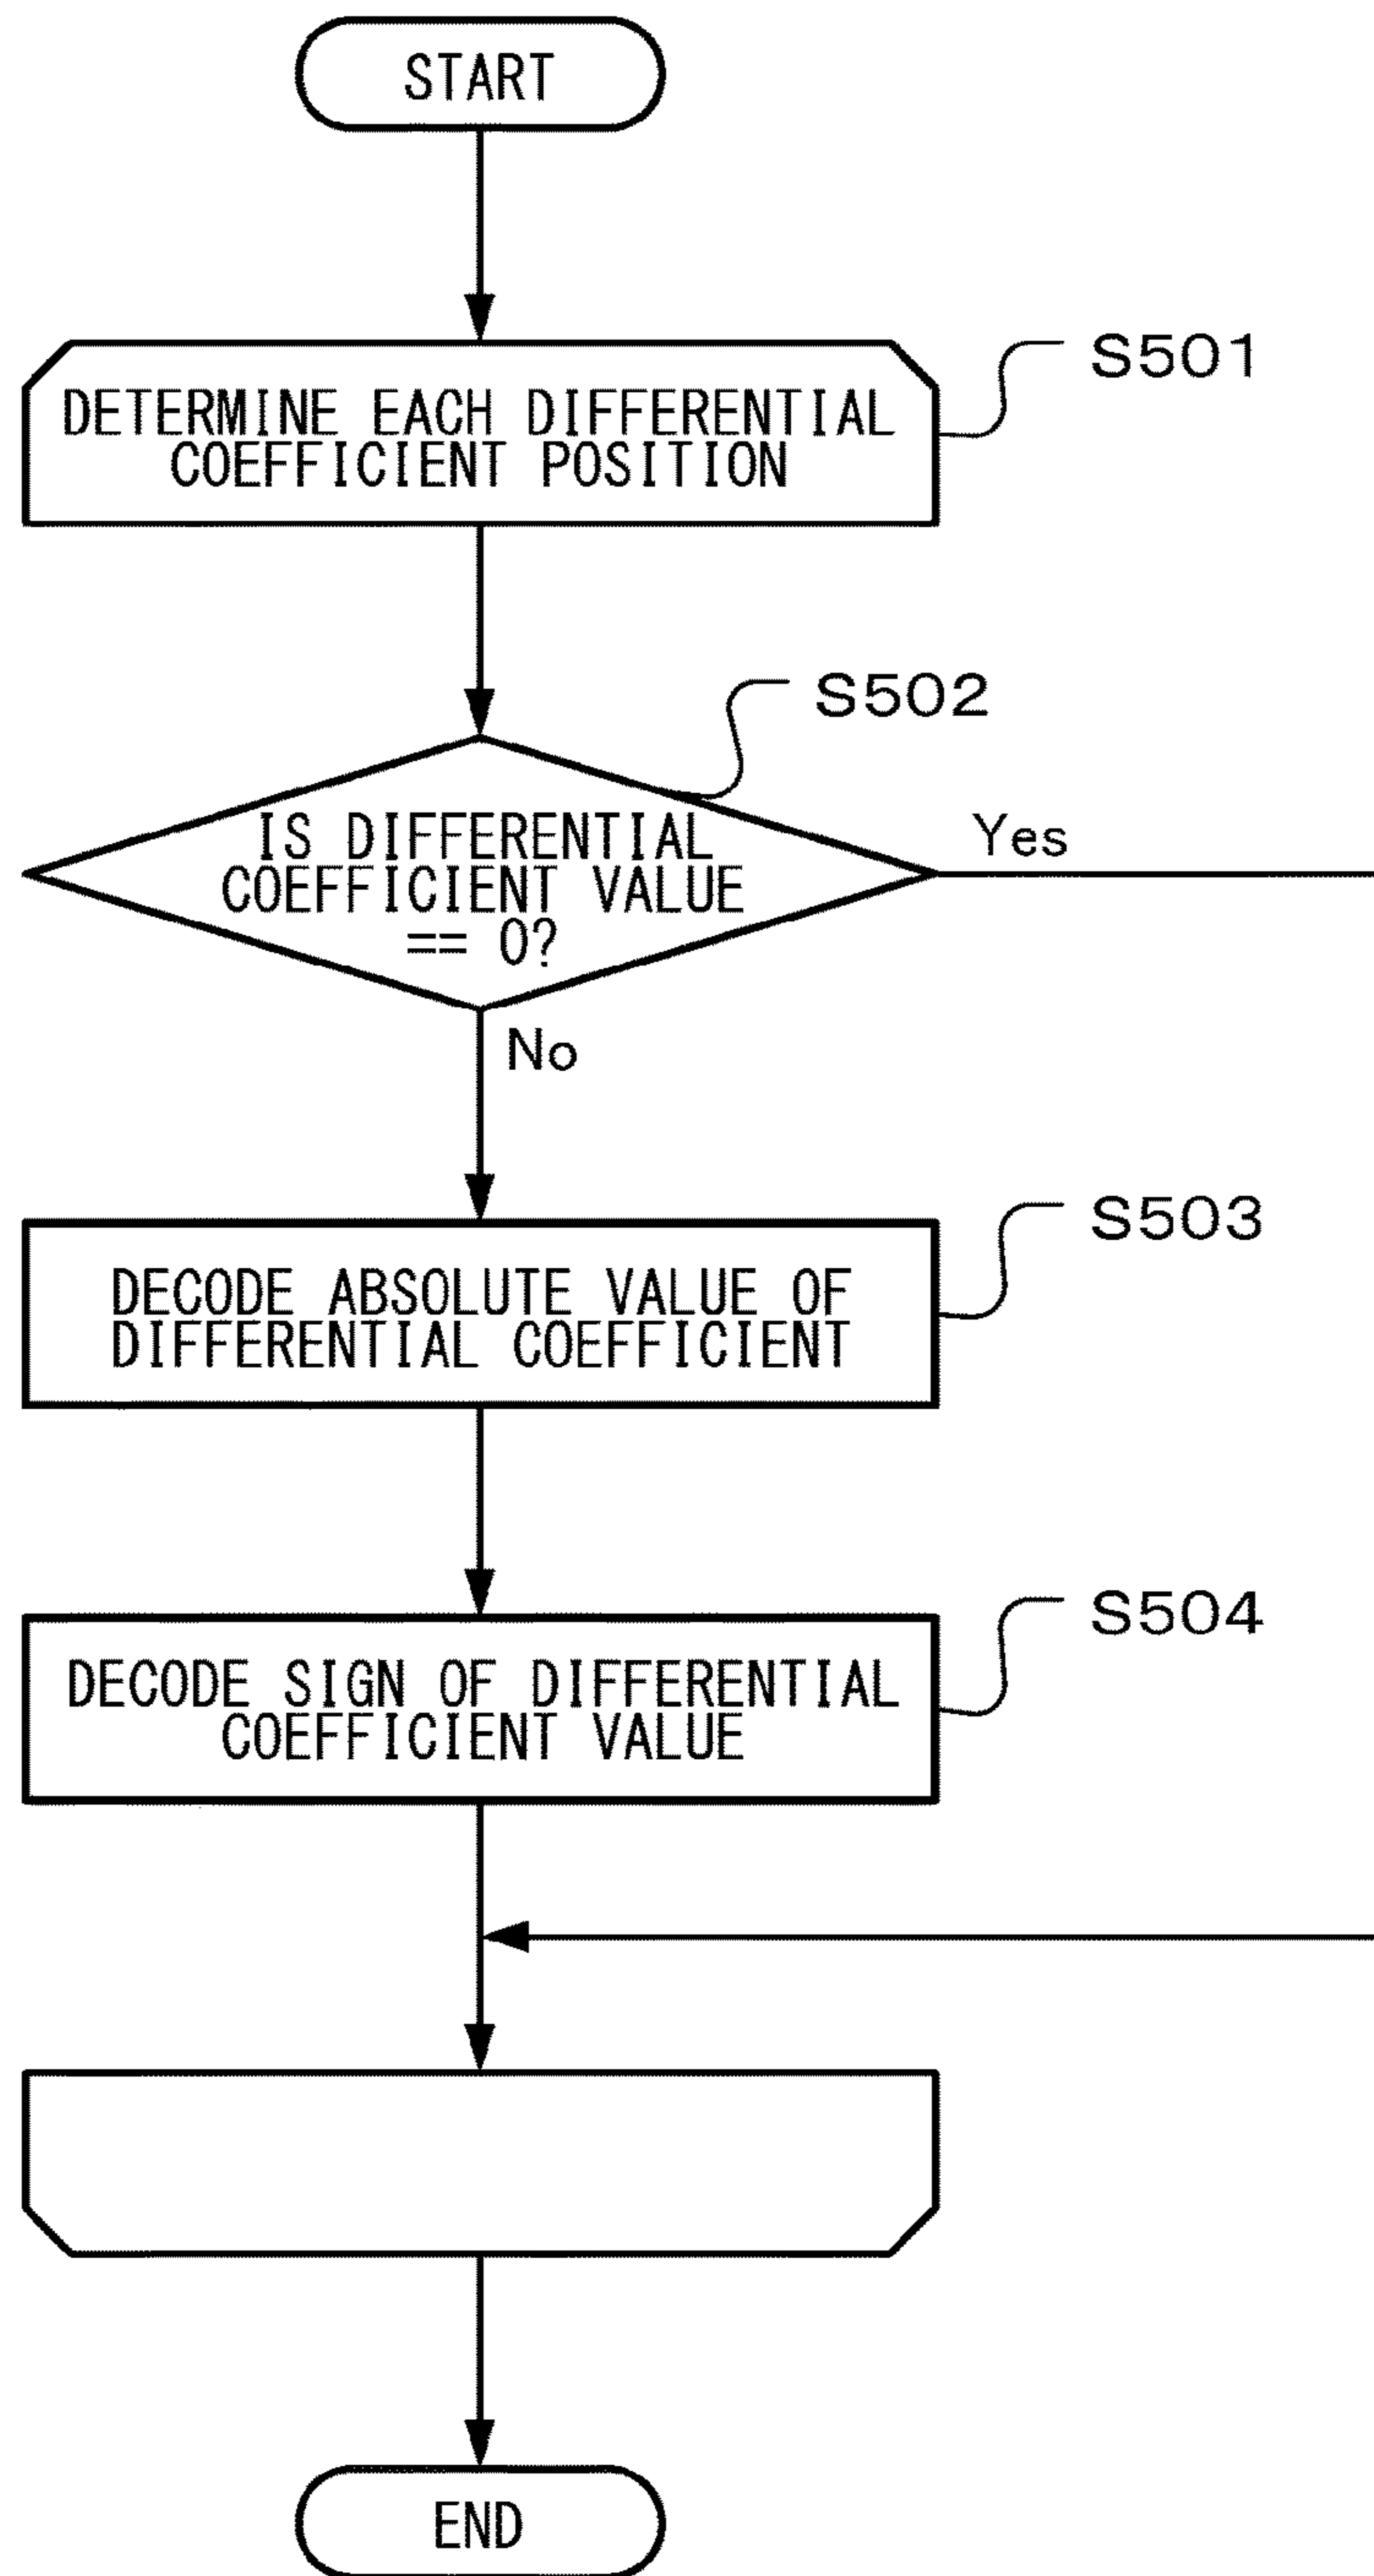 START
DETERMINE EACH DIFFERENTIAL
COEFFICIENT POSITION
S501
S502
IS DIFFERENTIAL
COEFFICIENT VALUE
== 0?
Yes
No
DECODE ABSOLUTE VALUE OF
DIFFERENTIAL COEFFICIENT
S503
DECODE SIGN OF DIFFERENTIAL
COEFFICIENT VALUE
S504
END